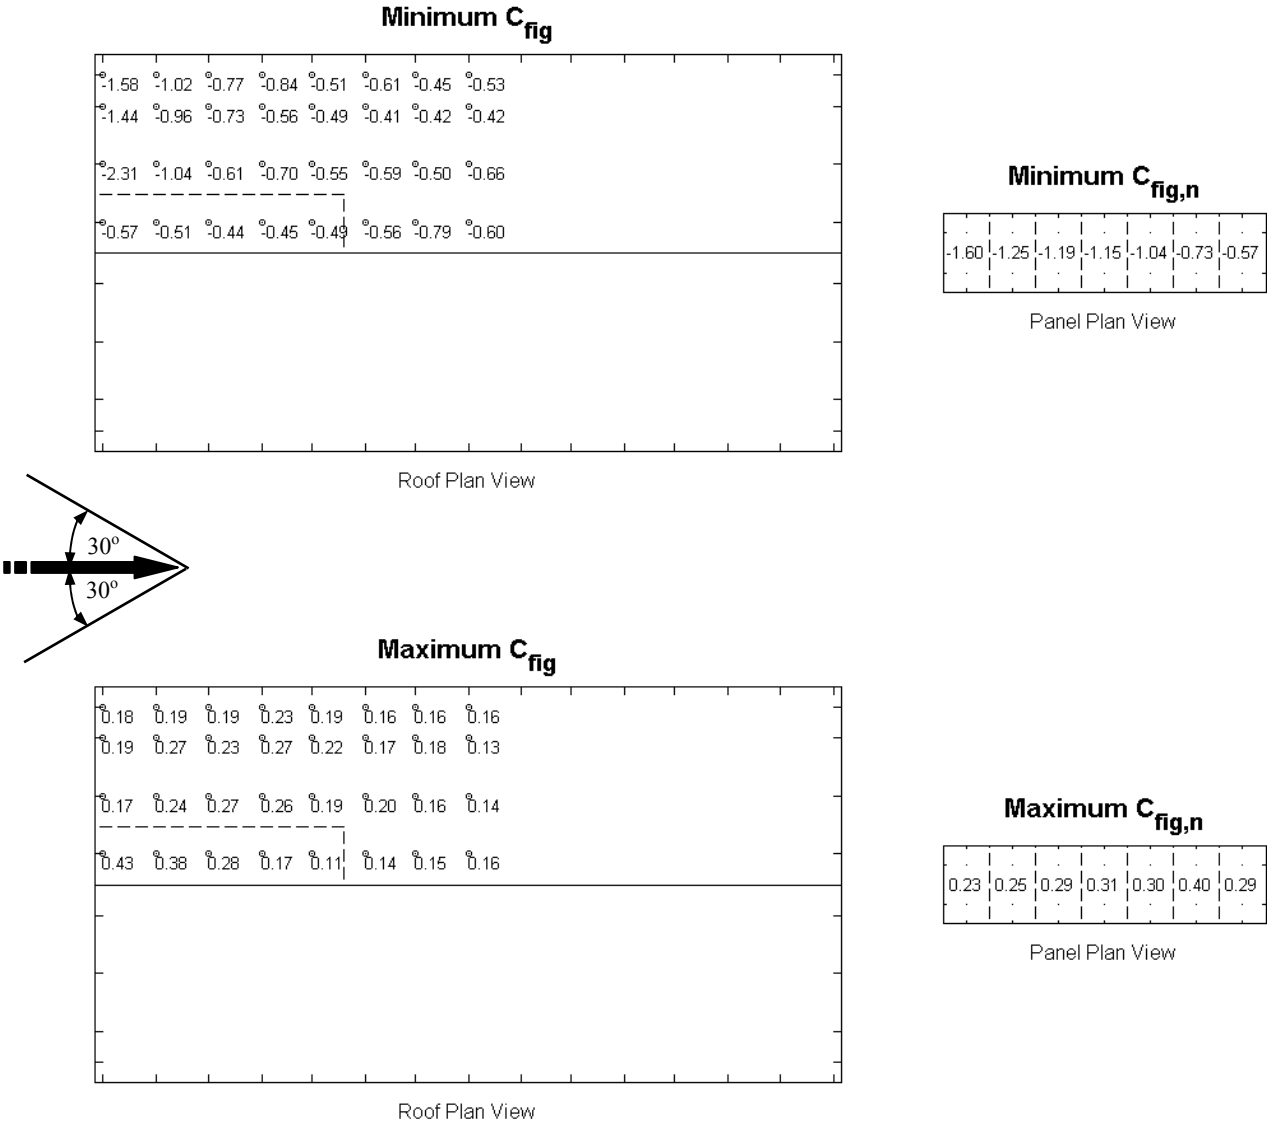 Minimum Cfig
-1.58 -1.02 -0.77 -0.84 -0.51 -0.61 -0.45 -0.53
-1.44 -0.96 -0.73 -0.56 -0.49 -0.41 -0.42 -0.42
-2.31 -1.04 -0.61 -0.70 -0.55 -0.59 -0.50 -0.66
-0.57 -0.51 -0.44 -0.45 -0.49 -0.56 -0.79 -0.60
Roof Plan View
Minimum Cfig,n
-1.60 -1.25 -1.19 -1.15 -1.04 -0.73 -0.57
Panel Plan View
30º
30º
Maximum Cfig
0.18 0.19 0.19 0.23 0.19 0.16 0.16 0.16
0.19 0.27 0.23 0.27 0.22 0.17 0.18 0.13
0.17 0.24 0.27 0.26 0.19 0.20 0.16 0.14
0.43 0.38 0.28 0.17 0.11 0.14 0.15 0.16
Roof Plan View
Maximum Cfig,n
0.23 0.25 0.29 0.31 0.30 0.40 0.29
Panel Plan View